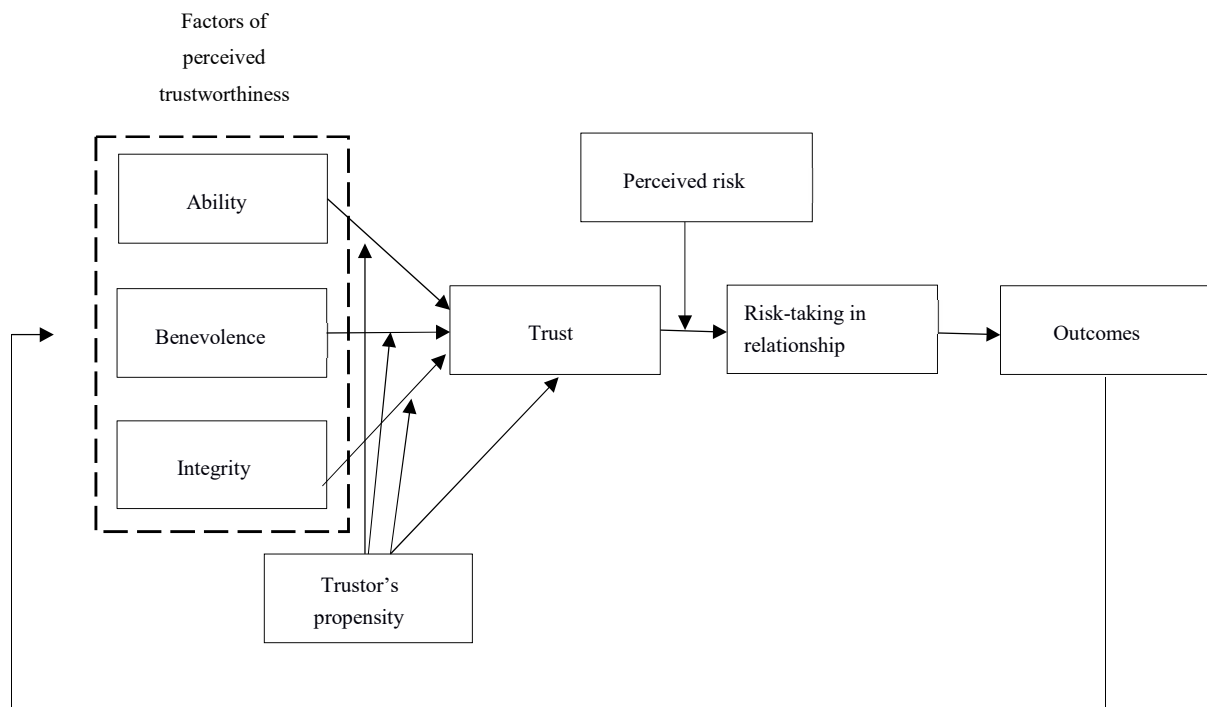 Factors of
perceived
trustworthiness
Ability
Perceived risk
Benevolence
Trust
Risk-taking in
relationship
Outcomes
Integrity
Trustor’s
propensity